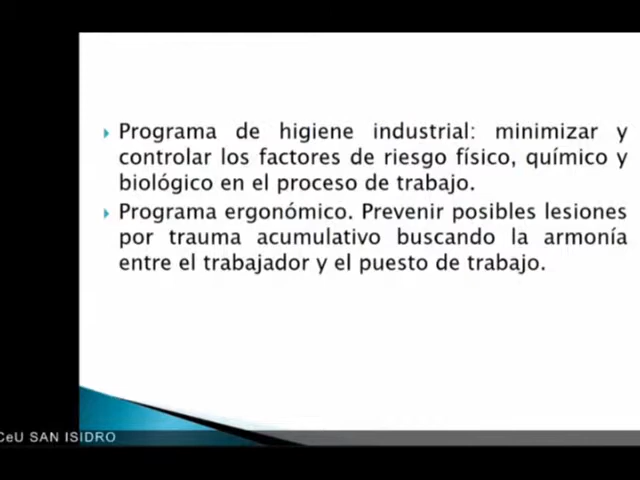 Programa de higiene industrial: minimizar y
controlar los factores de riesgo físico, químico y
biológico en el proceso de trabajo.
Programa ergonómico. Prevenir posibles lesiones
por trauma acumulativo buscando la armonía
entre el trabajador y el puesto de trabajo.
CeU SAN ISIDRO